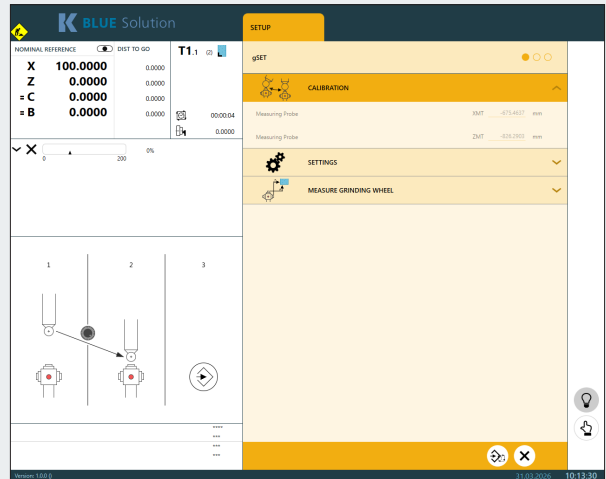 K BLUE Solution
SETUP
NOMINAL REFERENCE DIST TO GO T1.1 (2)
X 100.0000 0.0000
Z 0.0000 0.0000
= C 0.0000 0.0000
= B 0.0000 0.0000
00:00:04
0.0000
X 0%
0 200
gSET
CALIBRATION
Measuring Probe XMT -675.4637 mm
Measuring Probe ZMT -636.2902 mm
SETTINGS
MEASURE GRINDING WHEEL
1 2 3
****
***
***
***
Version: 1.0.0 () 31.03.2026 10:13:30